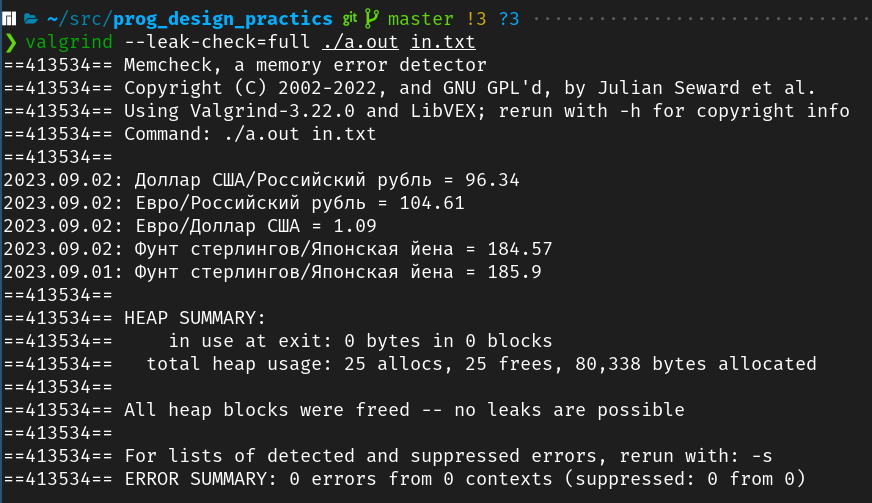 ~/src/prog_design_practics git master !3 ?3
❯ valgrind --leak-check=full ./a.out in.txt
==413534== Memcheck, a memory error detector
==413534== Copyright (C) 2002-2022, and GNU GPL'd, by Julian Seward et al.
==413534== Using Valgrind-3.22.0 and LibVEX; rerun with -h for copyright info
==413534== Command: ./a.out in.txt
==413534==
2023.09.02: Доллар США/Российский рубль = 96.34
2023.09.02: Евро/Российский рубль = 104.61
2023.09.02: Евро/Доллар США = 1.09
2023.09.02: Фунт стерлингов/Японская йена = 184.57
2023.09.01: Фунт стерлингов/Японская йена = 185.9
==413534==
==413534== HEAP SUMMARY:
==413534==     in use at exit: 0 bytes in 0 blocks
==413534==   total heap usage: 25 allocs, 25 frees, 80,338 bytes allocated
==413534==
==413534== All heap blocks were freed -- no leaks are possible
==413534==
==413534== For lists of detected and suppressed errors, rerun with: -s
==413534== ERROR SUMMARY: 0 errors from 0 contexts (suppressed: 0 from 0)